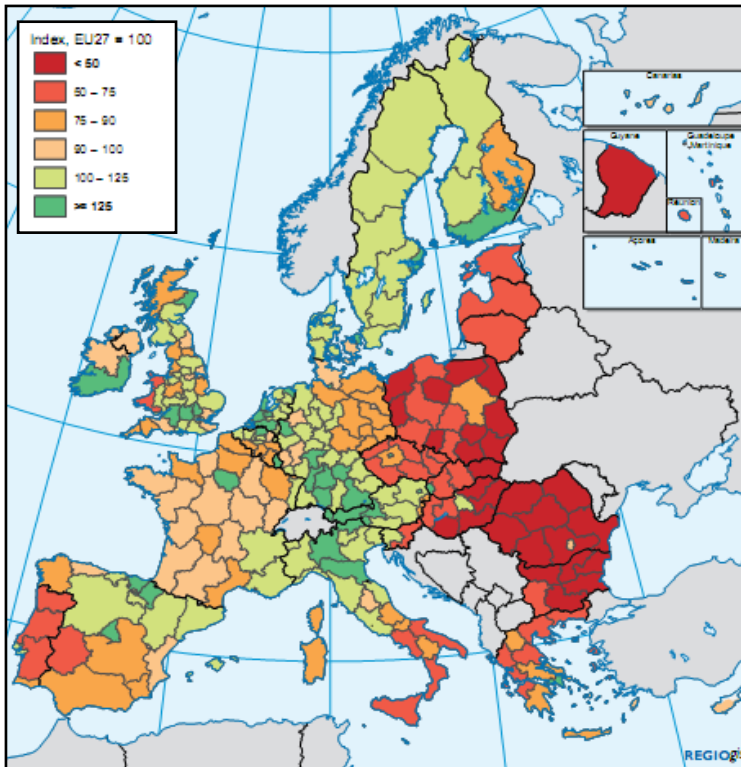 Index, EU27 = 100
< 50
50 – 75
75 – 90
90 – 100
100 – 125
>= 125
Canarias
Guyane
Guadeloupe
Martinique
Réunion
Açores
Madeira
REGIOgis